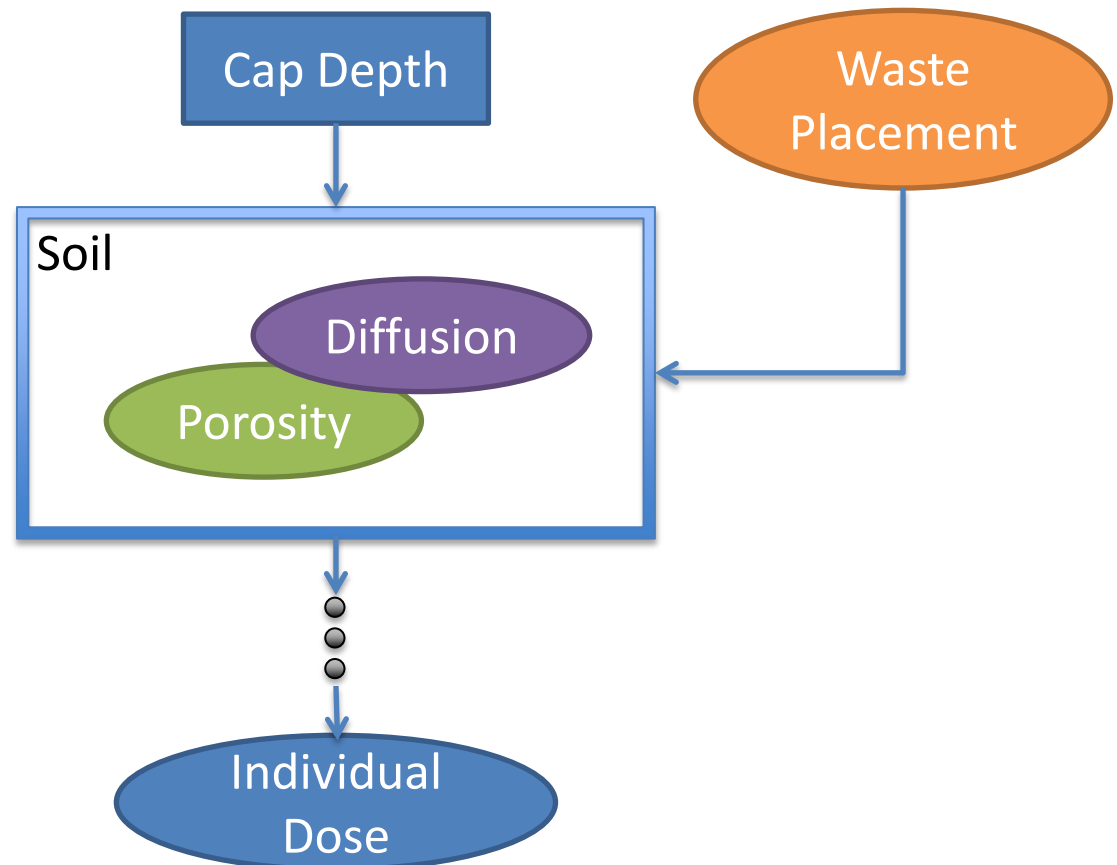 Cap Depth
Waste
Placement
Soil
Diffusion
Porosity
Individual
Dose